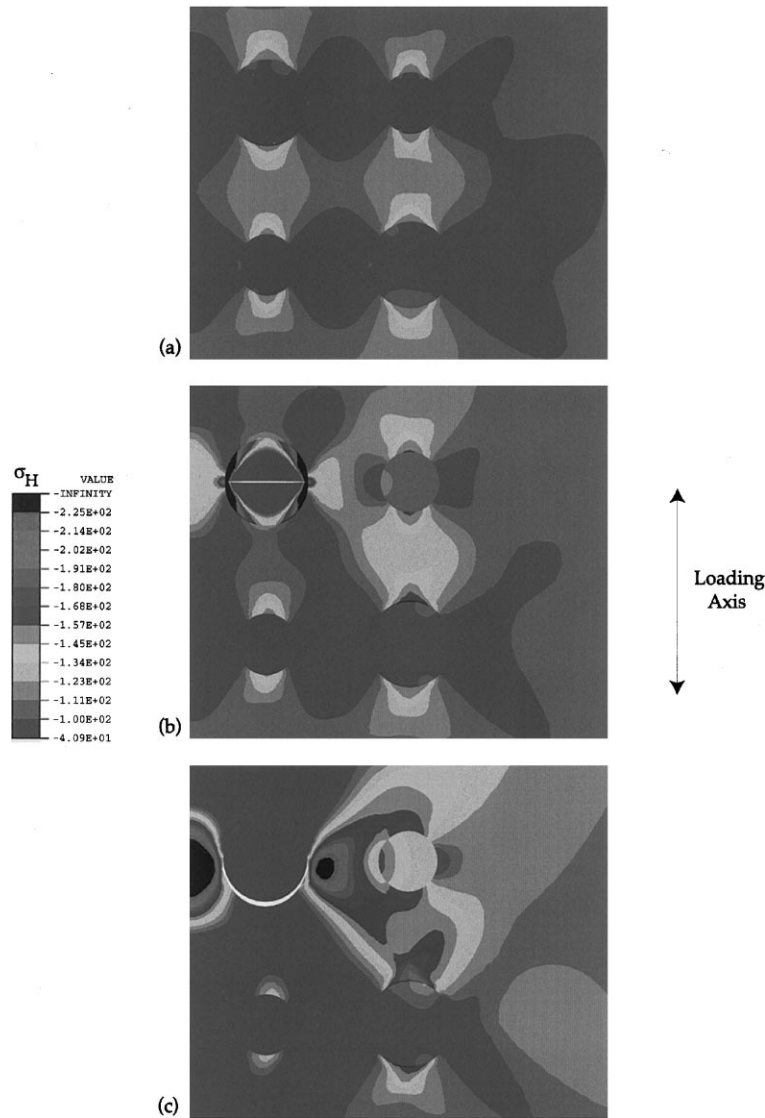 (a)
σH
VALUE
-INFINITY
-2.25E+02
-2.14E+02
-2.02E+02
-1.91E+02
-1.80E+02
-1.68E+02
-1.57E+02
-1.45E+02
-1.34E+02
-1.23E+02
-1.11E+02
-1.00E+02
-4.09E+01
(b)
Loading
Axis
(c)